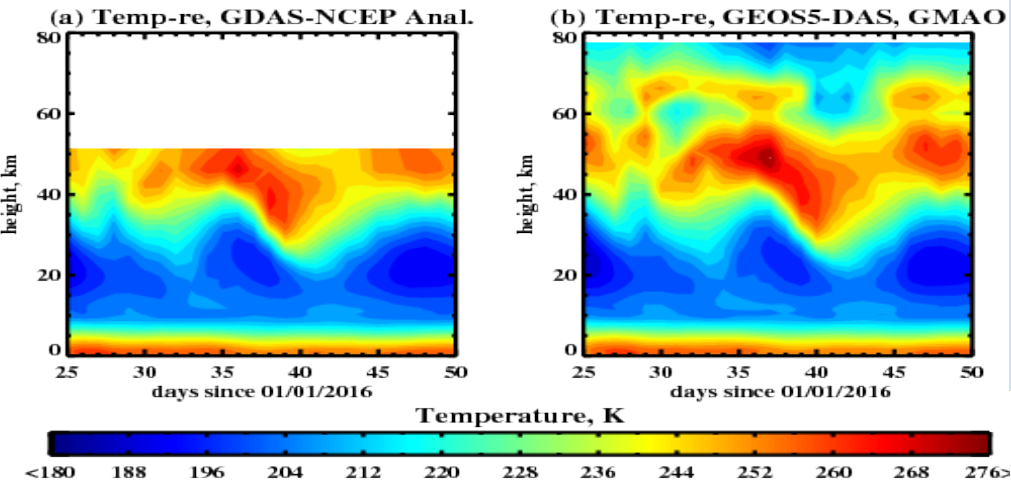 (a) Temp-re, GDAS-NCEP Anal.
(b) Temp-re, GEOS5-DAS, GMAO
80
60
40
20
0
height, km
25 30 35 40 45 50
days since 01/01/2016
80
60
40
20
0
height, km
25 30 35 40 45 50
days since 01/01/2016
Temperature, K
<180 188 196 204 212 220 228 236 244 252 260 268 276>